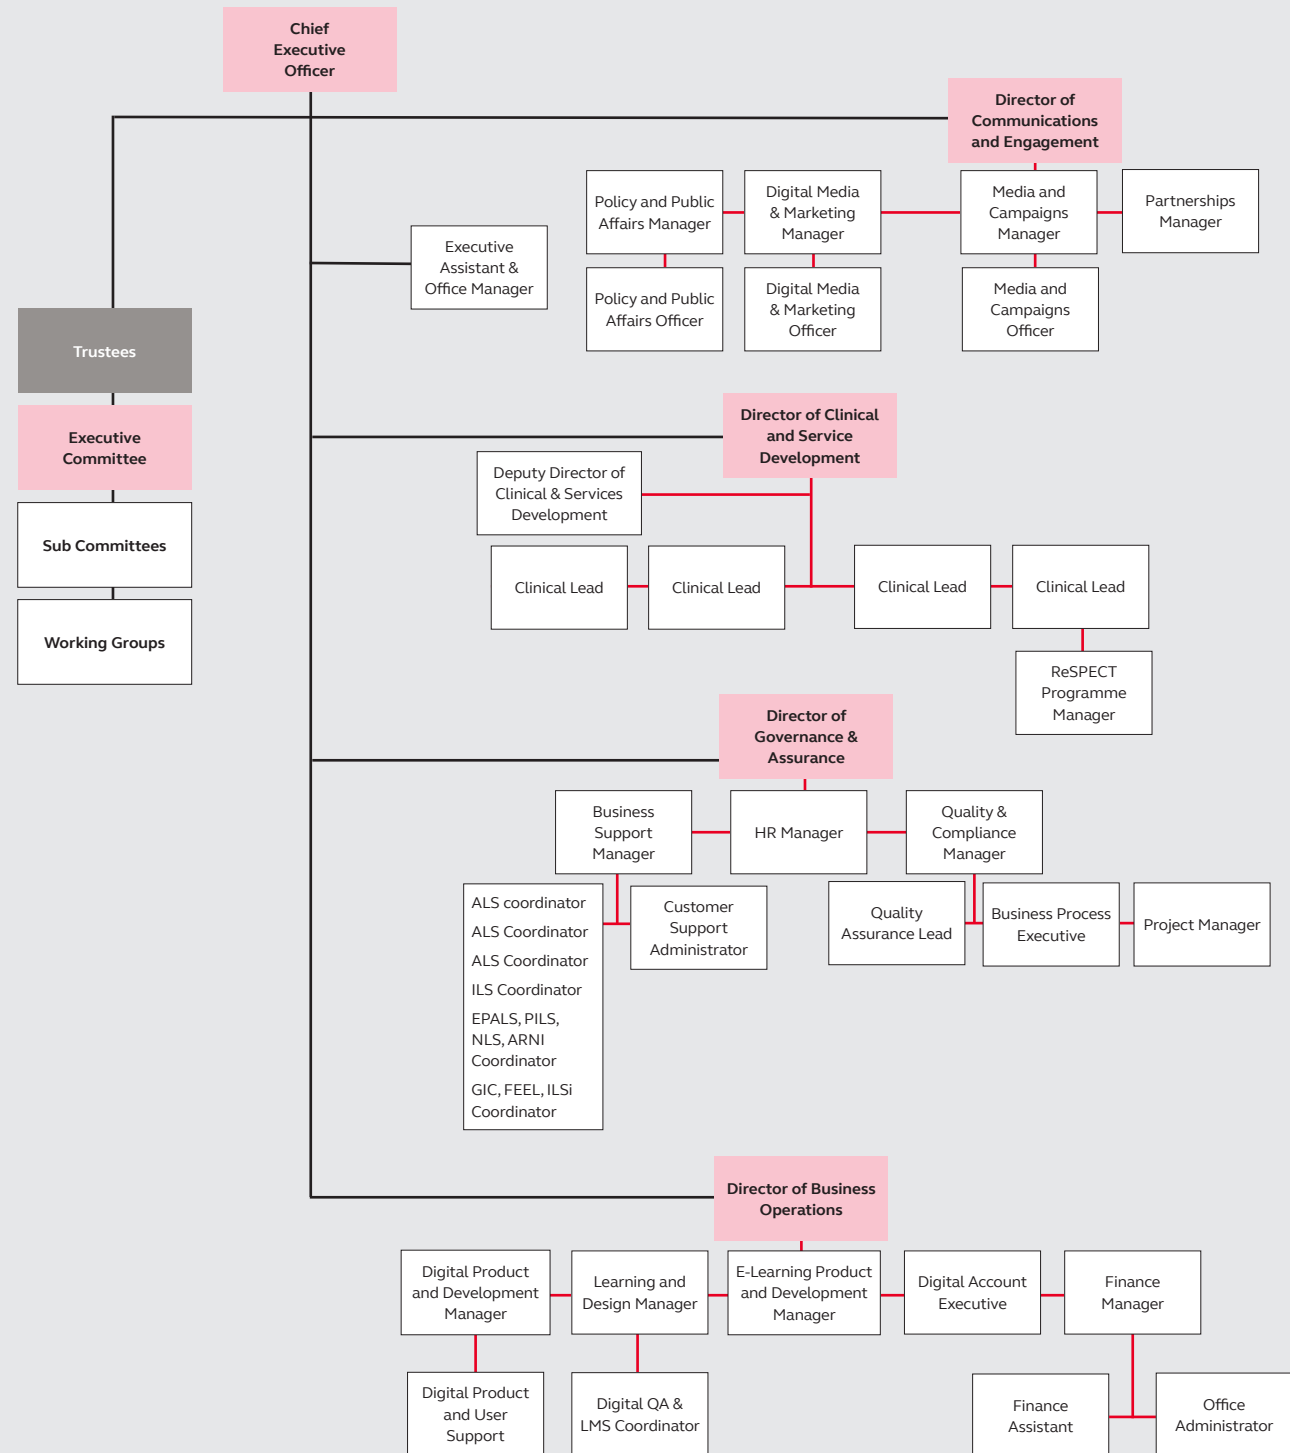 Chief
Executive
Officer
Director of
Communications
and Engagement
Policy and Public
Affairs Manager
Digital Media
& Marketing
Manager
Media and
Campaigns
Manager
Partnerships
Manager
Executive
Assistant &
Office Manager
Policy and Public
Affairs Officer
Digital Media
& Marketing
Officer
Media and
Campaigns
Officer
Trustees
Executive
Committee
Sub Committees
Working Groups
Director of Clinical
and Service
Development
Deputy Director of
Clinical & Services
Development
Clinical Lead
Clinical Lead
Clinical Lead
Clinical Lead
ReSPECT
Programme
Manager
Director of
Governance &
Assurance
Business
Support
Manager
HR Manager
Quality &
Compliance
Manager
ALS coordinator
ALS Coordinator
ALS Coordinator
ILS Coordinator
EPALS, PILS,
NLS, ARNI
Coordinator
GIC, FEEL, ILSi
Coordinator
Customer
Support
Administrator
Quality
Assurance Lead
Business Process
Executive
Project Manager
Director of Business
Operations
Digital Product
and Development
Manager
Learning and
Design Manager
E-Learning Product
and Development
Manager
Digital Account
Executive
Finance
Manager
Digital Product
and User
Support
Digital QA &
LMS Coordinator
Finance
Assistant
Office
Administrator